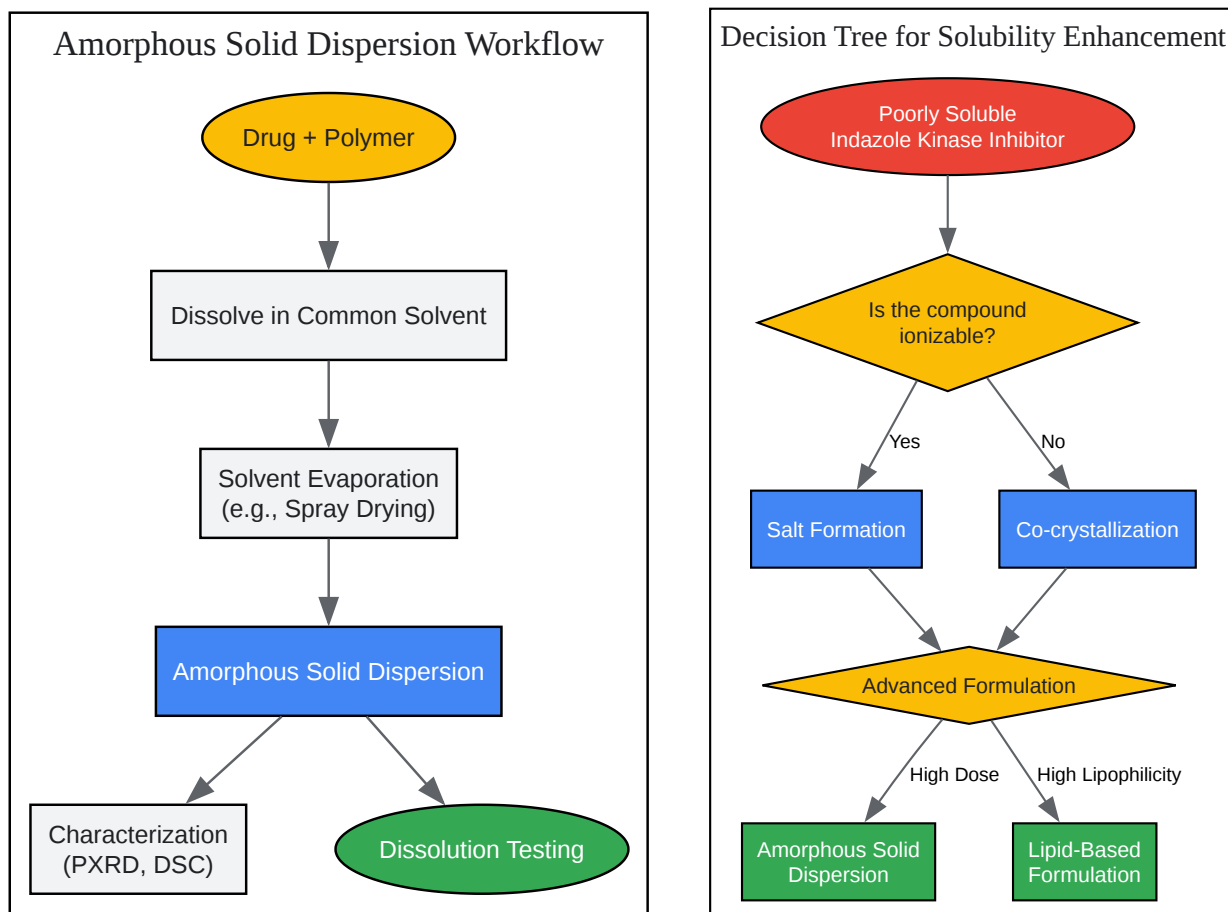 Amorphous Solid Dispersion Workflow
Drug + Polymer
Dissolve in Common Solvent
Solvent Evaporation
(e.g., Spray Drying)
Amorphous Solid Dispersion
Characterization
(PXRD, DSC)
Dissolution Testing
Decision Tree for Solubility Enhancement
Poorly Soluble
Indazole Kinase Inhibitor
Is the compound
ionizable?
Yes
No
Salt Formation
Co-crystallization
Advanced Formulation
High Dose
High Lipophilicity
Amorphous Solid
Dispersion
Lipid-Based
Formulation